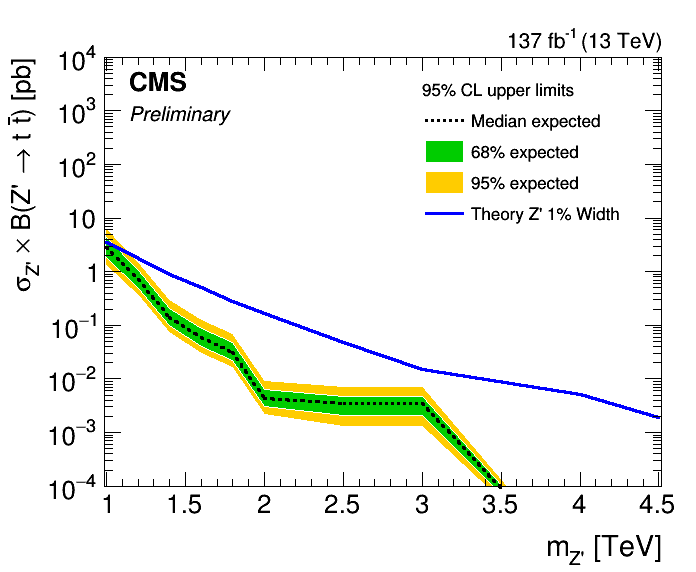 137 fb⁻¹ (13 TeV)
CMS
Preliminary
95% CL upper limits
Median expected
68% expected
95% expected
Theory Z' 1% Width
σ_Z' × B(Z' → t t̄) [pb]
10⁴
10³
10²
10
1
10⁻¹
10⁻²
10⁻³
10⁻⁴
1 1.5 2 2.5 3 3.5 4 4.5
m_Z' [TeV]